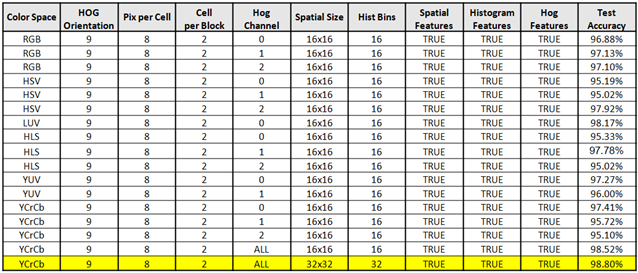 Color Space HOG Orientation Pix per Cell Cell per Block Hog Channel Spatial Size Hist Bins Spatial Features Histogram Features Hog Features Test Accuracy
RGB 9 8 2 0 16x16 16 TRUE TRUE TRUE 96.88%
RGB 9 8 2 1 16x16 16 TRUE TRUE TRUE 97.13%
RGB 9 8 2 2 16x16 16 TRUE TRUE TRUE 97.10%
HSV 9 8 2 0 16x16 16 TRUE TRUE TRUE 95.19%
HSV 9 8 2 1 16x16 16 TRUE TRUE TRUE 95.02%
HSV 9 8 2 2 16x16 16 TRUE TRUE TRUE 97.92%
LUV 9 8 2 0 16x16 16 TRUE TRUE TRUE 98.17%
HLS 9 8 2 0 16x16 16 TRUE TRUE TRUE 95.33%
HLS 9 8 2 1 16x16 16 TRUE TRUE TRUE 97.78%
HLS 9 8 2 2 16x16 16 TRUE TRUE TRUE 95.02%
YUV 9 8 2 0 16x16 16 TRUE TRUE TRUE 97.27%
YUV 9 8 2 1 16x16 16 TRUE TRUE TRUE 96.00%
YCrCb 9 8 2 0 16x16 16 TRUE TRUE TRUE 97.41%
YCrCb 9 8 2 1 16x16 16 TRUE TRUE TRUE 95.72%
YCrCb 9 8 2 2 16x16 16 TRUE TRUE TRUE 95.10%
YCrCb 9 8 2 ALL 16x16 16 TRUE TRUE TRUE 98.52%
YCrCb 9 8 2 ALL 32x32 32 TRUE TRUE TRUE 98.80%